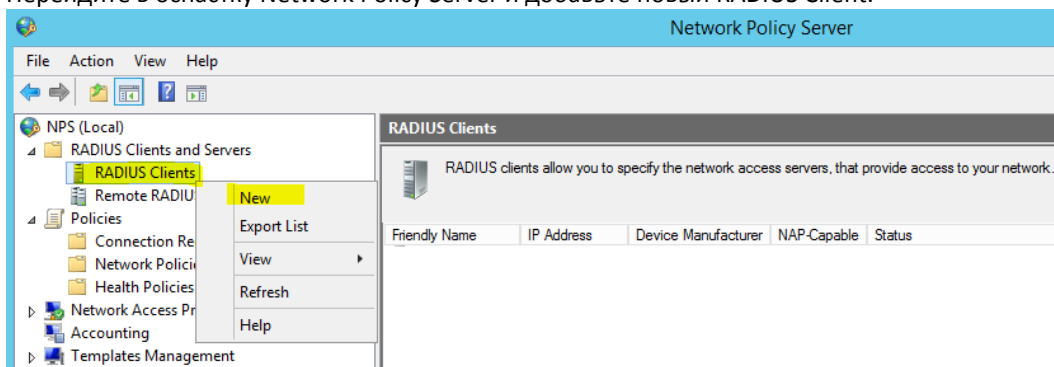 Перейдите в оснастку Network Policy Server и добавьте новый RADIUS Client.
Network Policy Server
File Action View Help
NPS (Local)
RADIUS Clients and Servers
RADIUS Clients
Remote RADIU
Policies
Connection Re
Network Polici
Health Policies
Network Access Pr
Accounting
Templates Management
New
Export List
View
Refresh
Help
RADIUS Clients
RADIUS clients allow you to specify the network access servers, that provide access to your network.
Friendly Name IP Address Device Manufacturer NAP-Capable Status